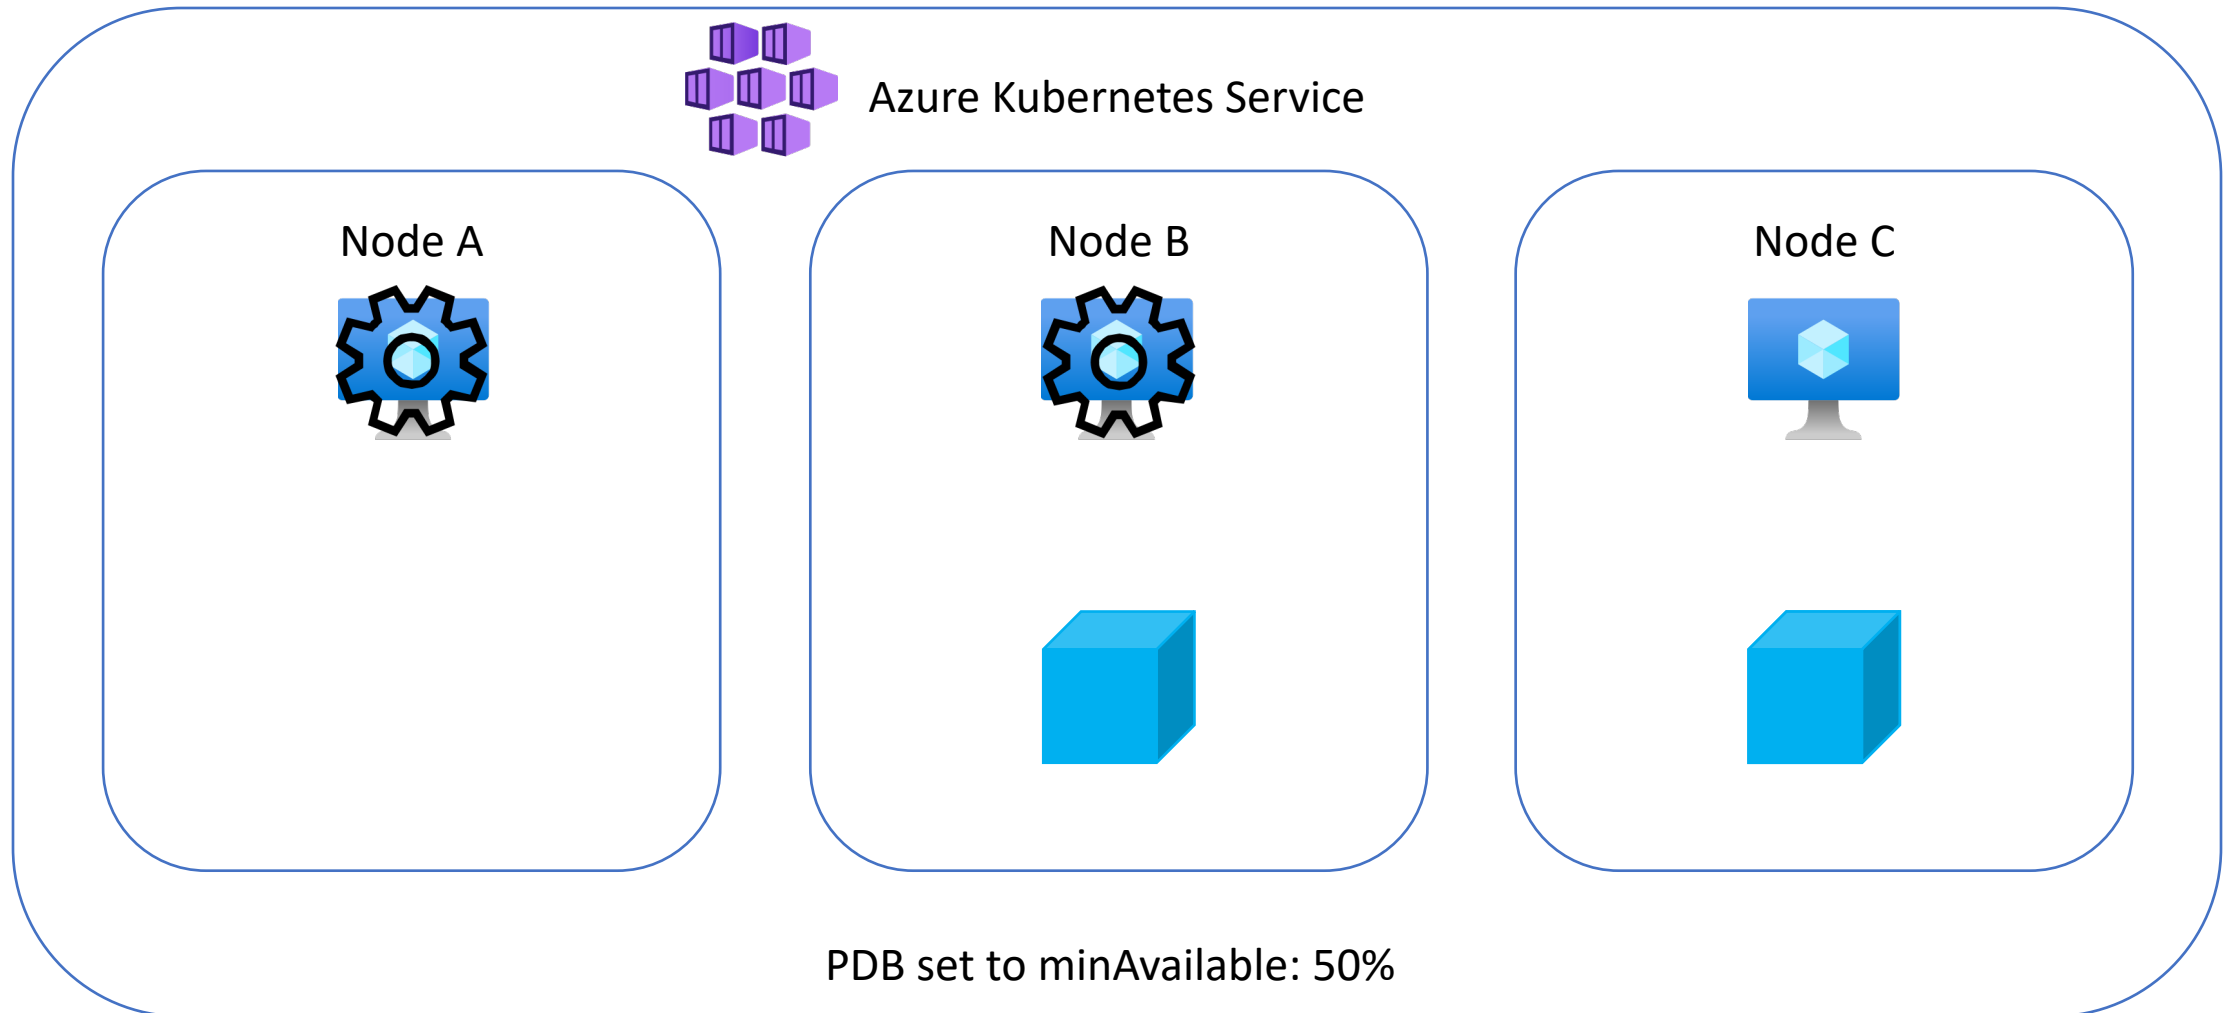 Azure Kubernetes Service
Node A
Node B
Node C
PDB set to minAvailable: 50%